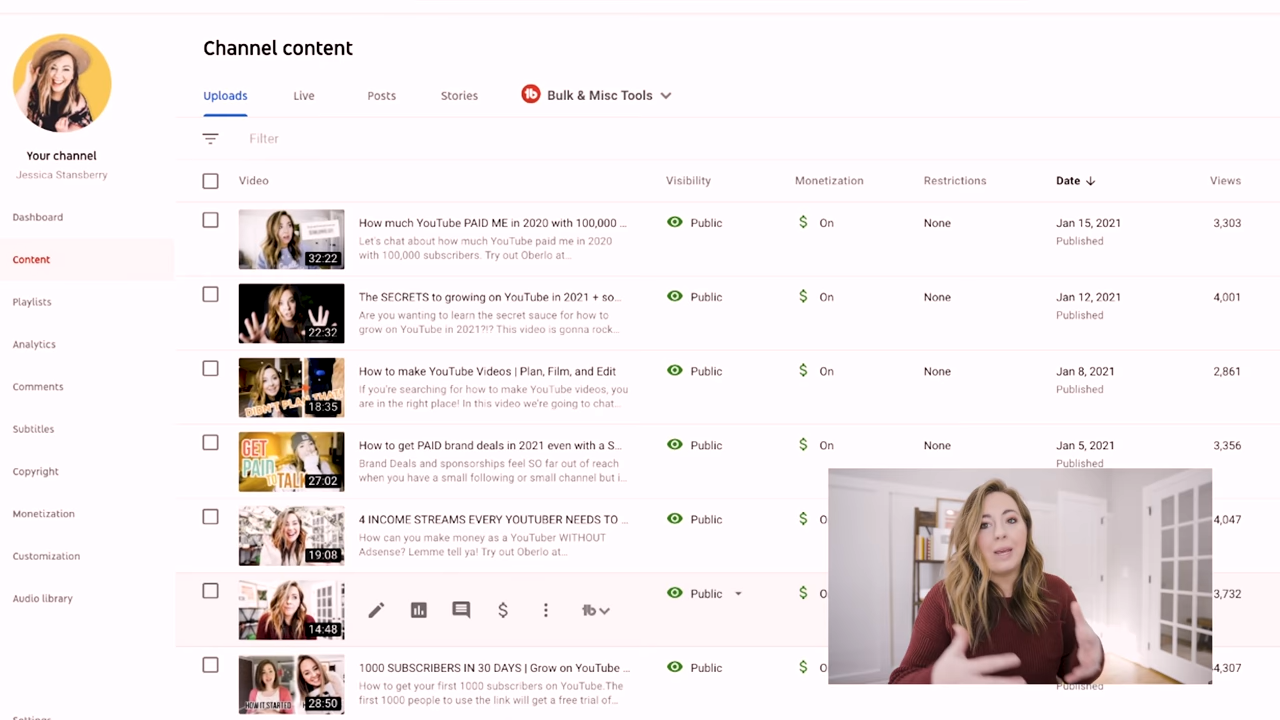 Channel content
Your channel
Jessica Stansberry
Dashboard
Content
Playlists
Analytics
Comments
Subtitles
Copyright
Monetization
Customization
Audio library
Settings
Uploads Live Posts Stories tb Bulk & Misc Tools
Filter
Video Visibility Monetization Restrictions Date Views
32:22
How much YouTube PAID ME in 2020 with 100,000 …
Let's chat about how much YouTube paid me in 2020
with 100,000 subscribers. Try out Oberlo at…
Public $ On None Jan 15, 2021 3,303
Published
22:32
The SECRETS to growing on YouTube in 2021 + so…
Are you wanting to learn the secret sauce for how to
grow on YouTube in 2021?!? This video is gonna rock…
Public $ On None Jan 12, 2021 4,001
Published
DIDN'T PLAN THAT
18:35
How to make YouTube Videos | Plan, Film, and Edit
If you're searching for how to make YouTube videos, you
are in the right place! In this video we're going to chat…
Public $ On None Jan 8, 2021 2,861
Published
GET
PAID
TO TALK
27:02
How to get PAID brand deals in 2021 even with a S…
Brand Deals and sponsorships feel SO far out of reach
when you have a small following or small channel but i…
Public $ On None Jan 5, 2021 3,356
Published
19:08
4 INCOME STREAMS EVERY YOUTUBER NEEDS TO …
How can you make money as a YouTuber WITHOUT
Adsense? Lemme tell ya! Try out Oberlo at…
Public $ 4,047
14:48
$ tb
Public $ 3,732
HOW IT STARTED
28:50
1000 SUBSCRIBERS IN 30 DAYS | Grow on YouTube …
How to get your first 1000 subscribers on YouTube.The
first 1000 people to use the link will get a free trial of…
Public $ 4,307
Published